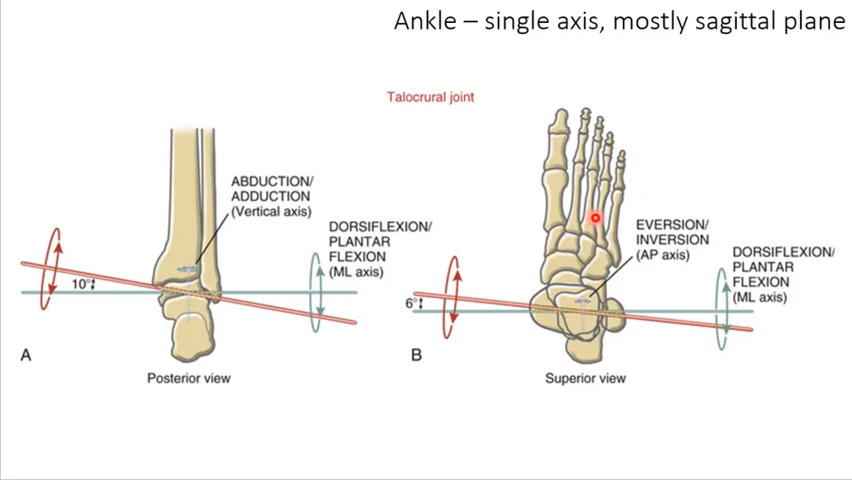 Ankle – single axis, mostly sagittal plane
Talocrural joint
ABDUCTION/
ADDUCTION
(Vertical axis)
DORSIFLEXION/
PLANTAR
FLEXION
(ML axis)
10°
A
Posterior view
EVERSION/
INVERSION
(AP axis)
DORSIFLEXION/
PLANTAR
FLEXION
(ML axis)
6°
B
Superior view